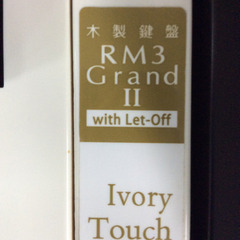 木製鍵盤
RM3
Grand
II
with Let-Off
Ivory
Touch